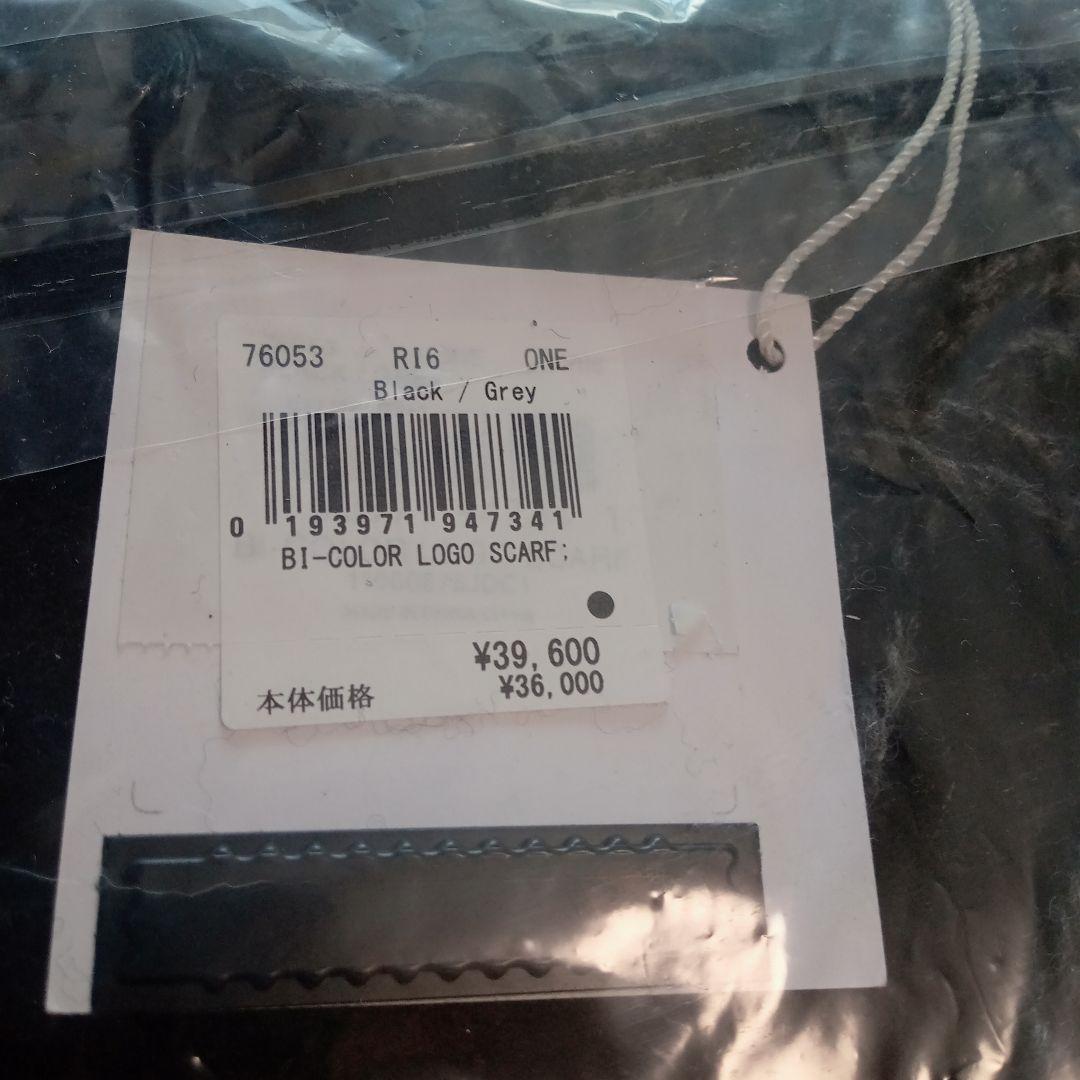 76053 RI6 ONE
Black / Grey
0 193971 947341
BI-COLOR LOGO SCARF;
¥39,600
本体価格 ¥36,000